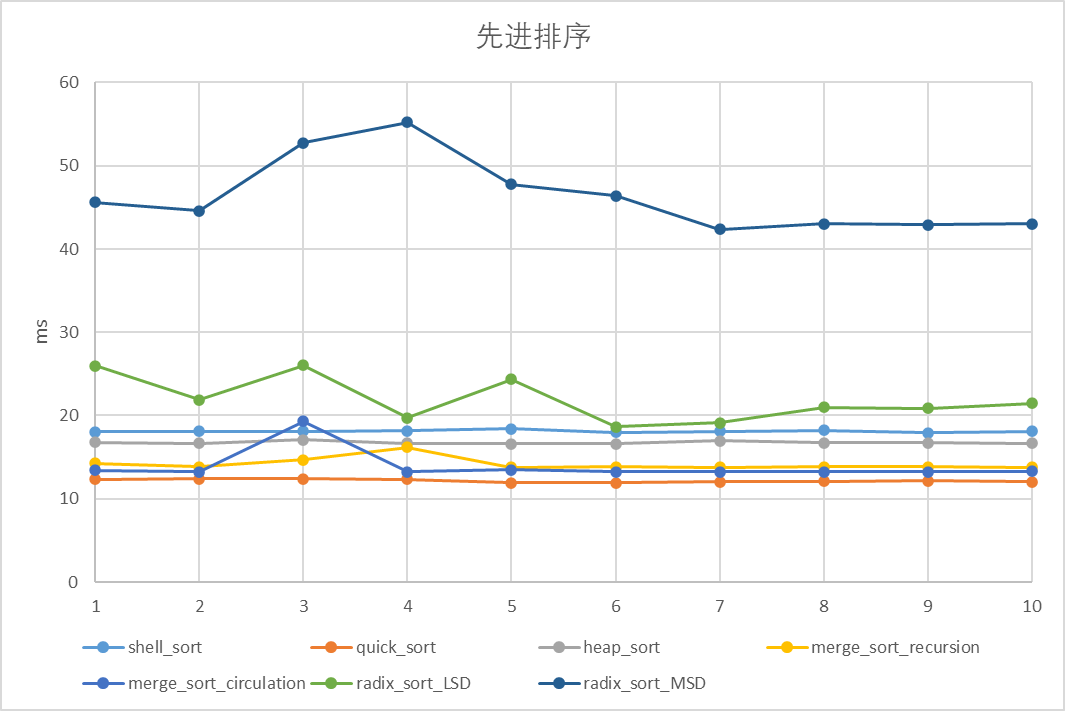 先进排序
60
50
40
30
20
10
0
ms
1 2 3 4 5 6 7 8 9 10
shell_sort quick_sort heap_sort merge_sort_recursion
merge_sort_circulation radix_sort_LSD radix_sort_MSD